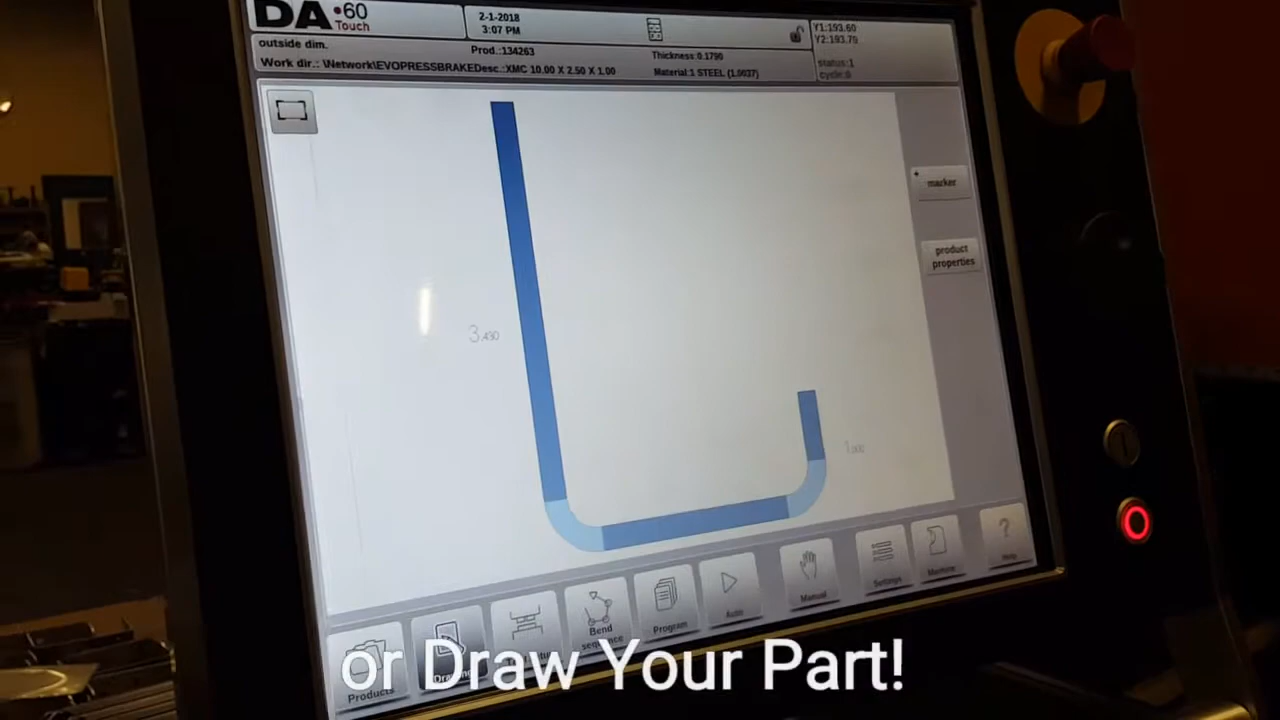 DA•60
Touch
2-1-2018
3:07 PM
Y1:193.60
Y2:193.79
outside dim.
Prod.:134263
Thickness:0.1790
status:1
cycle:0
Work dir.: \Network\EVOPRESSBRAKE
Desc.:XMC 10.00 X 2.50 X 1.00
Material:1 STEEL (1.0037)
marker
product
properties
3.490
1.000
Products
Bend
sequence
Program
Auto
Manual
Settings
Machine
Help
or Draw Your Part!